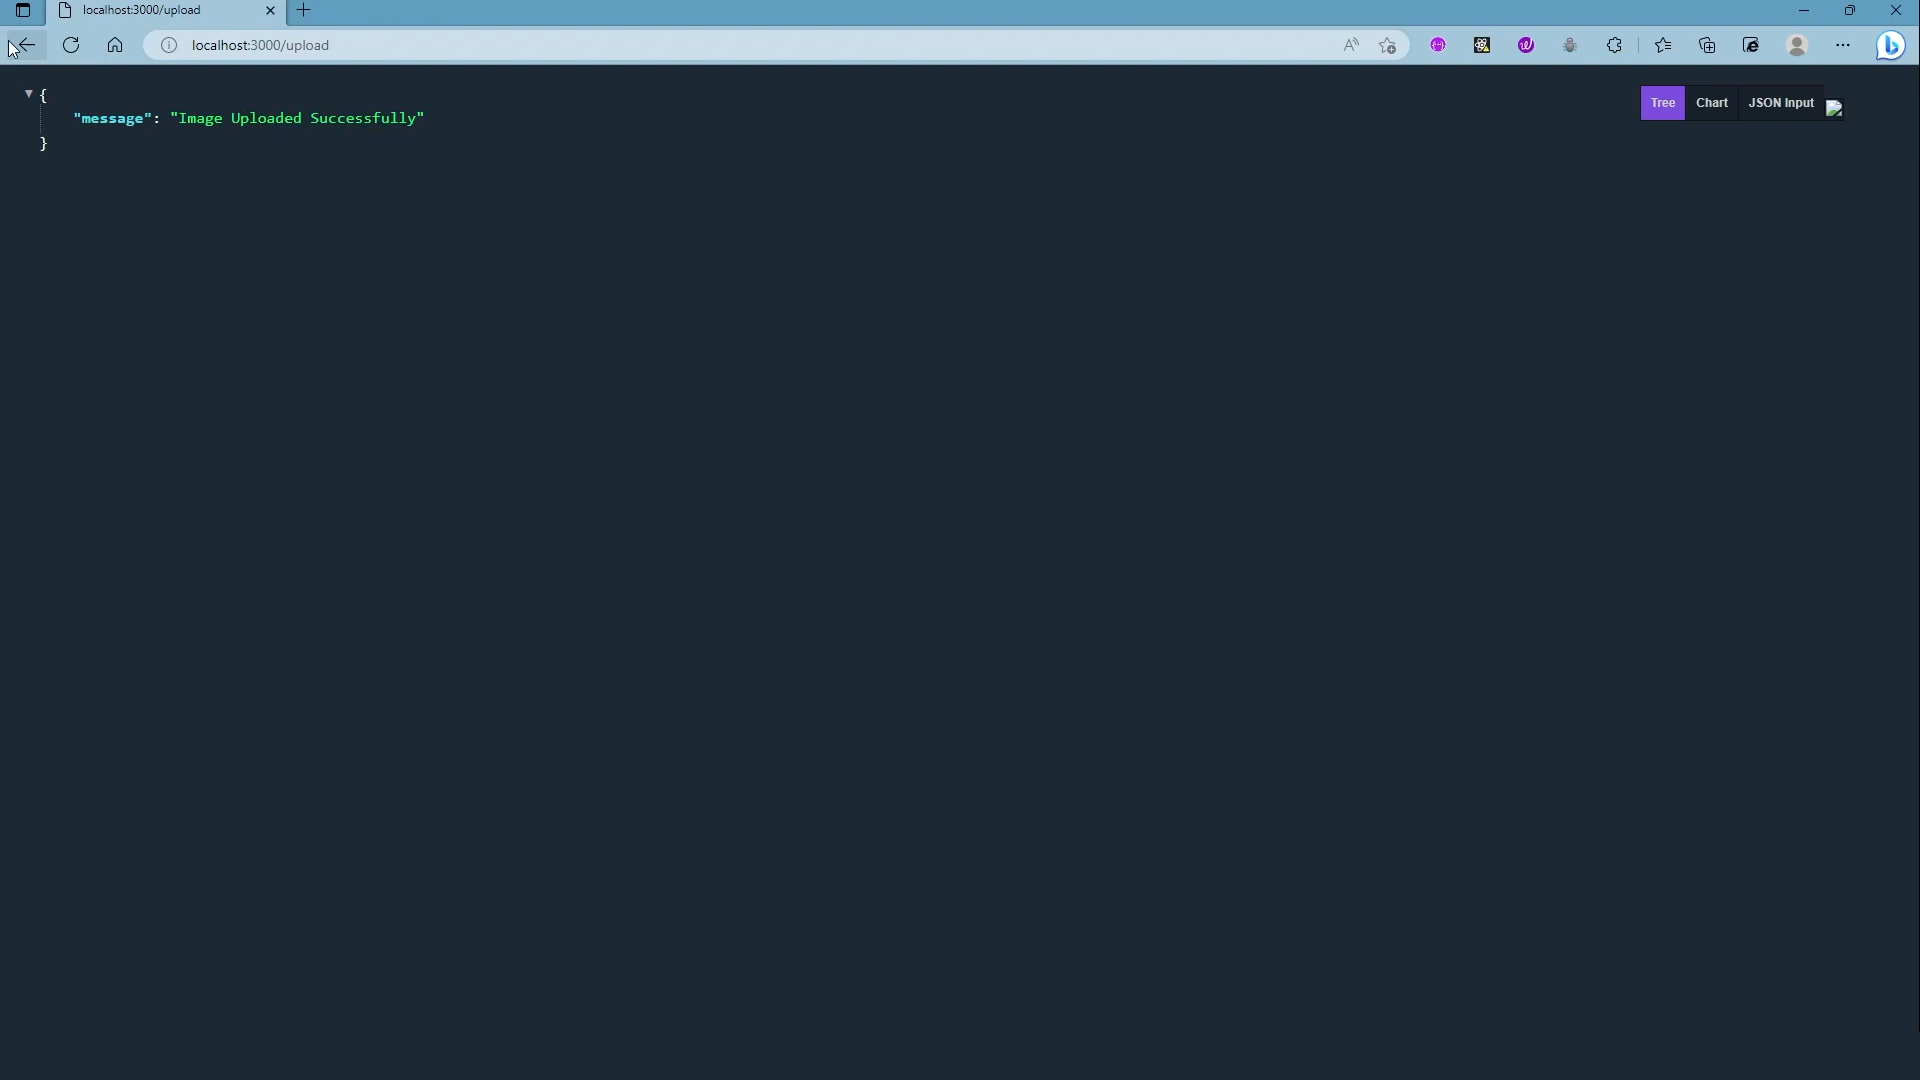 localhost:3000/upload
localhost:3000/upload
{
"message": "Image Uploaded Successfully"
}
Tree Chart JSON Input